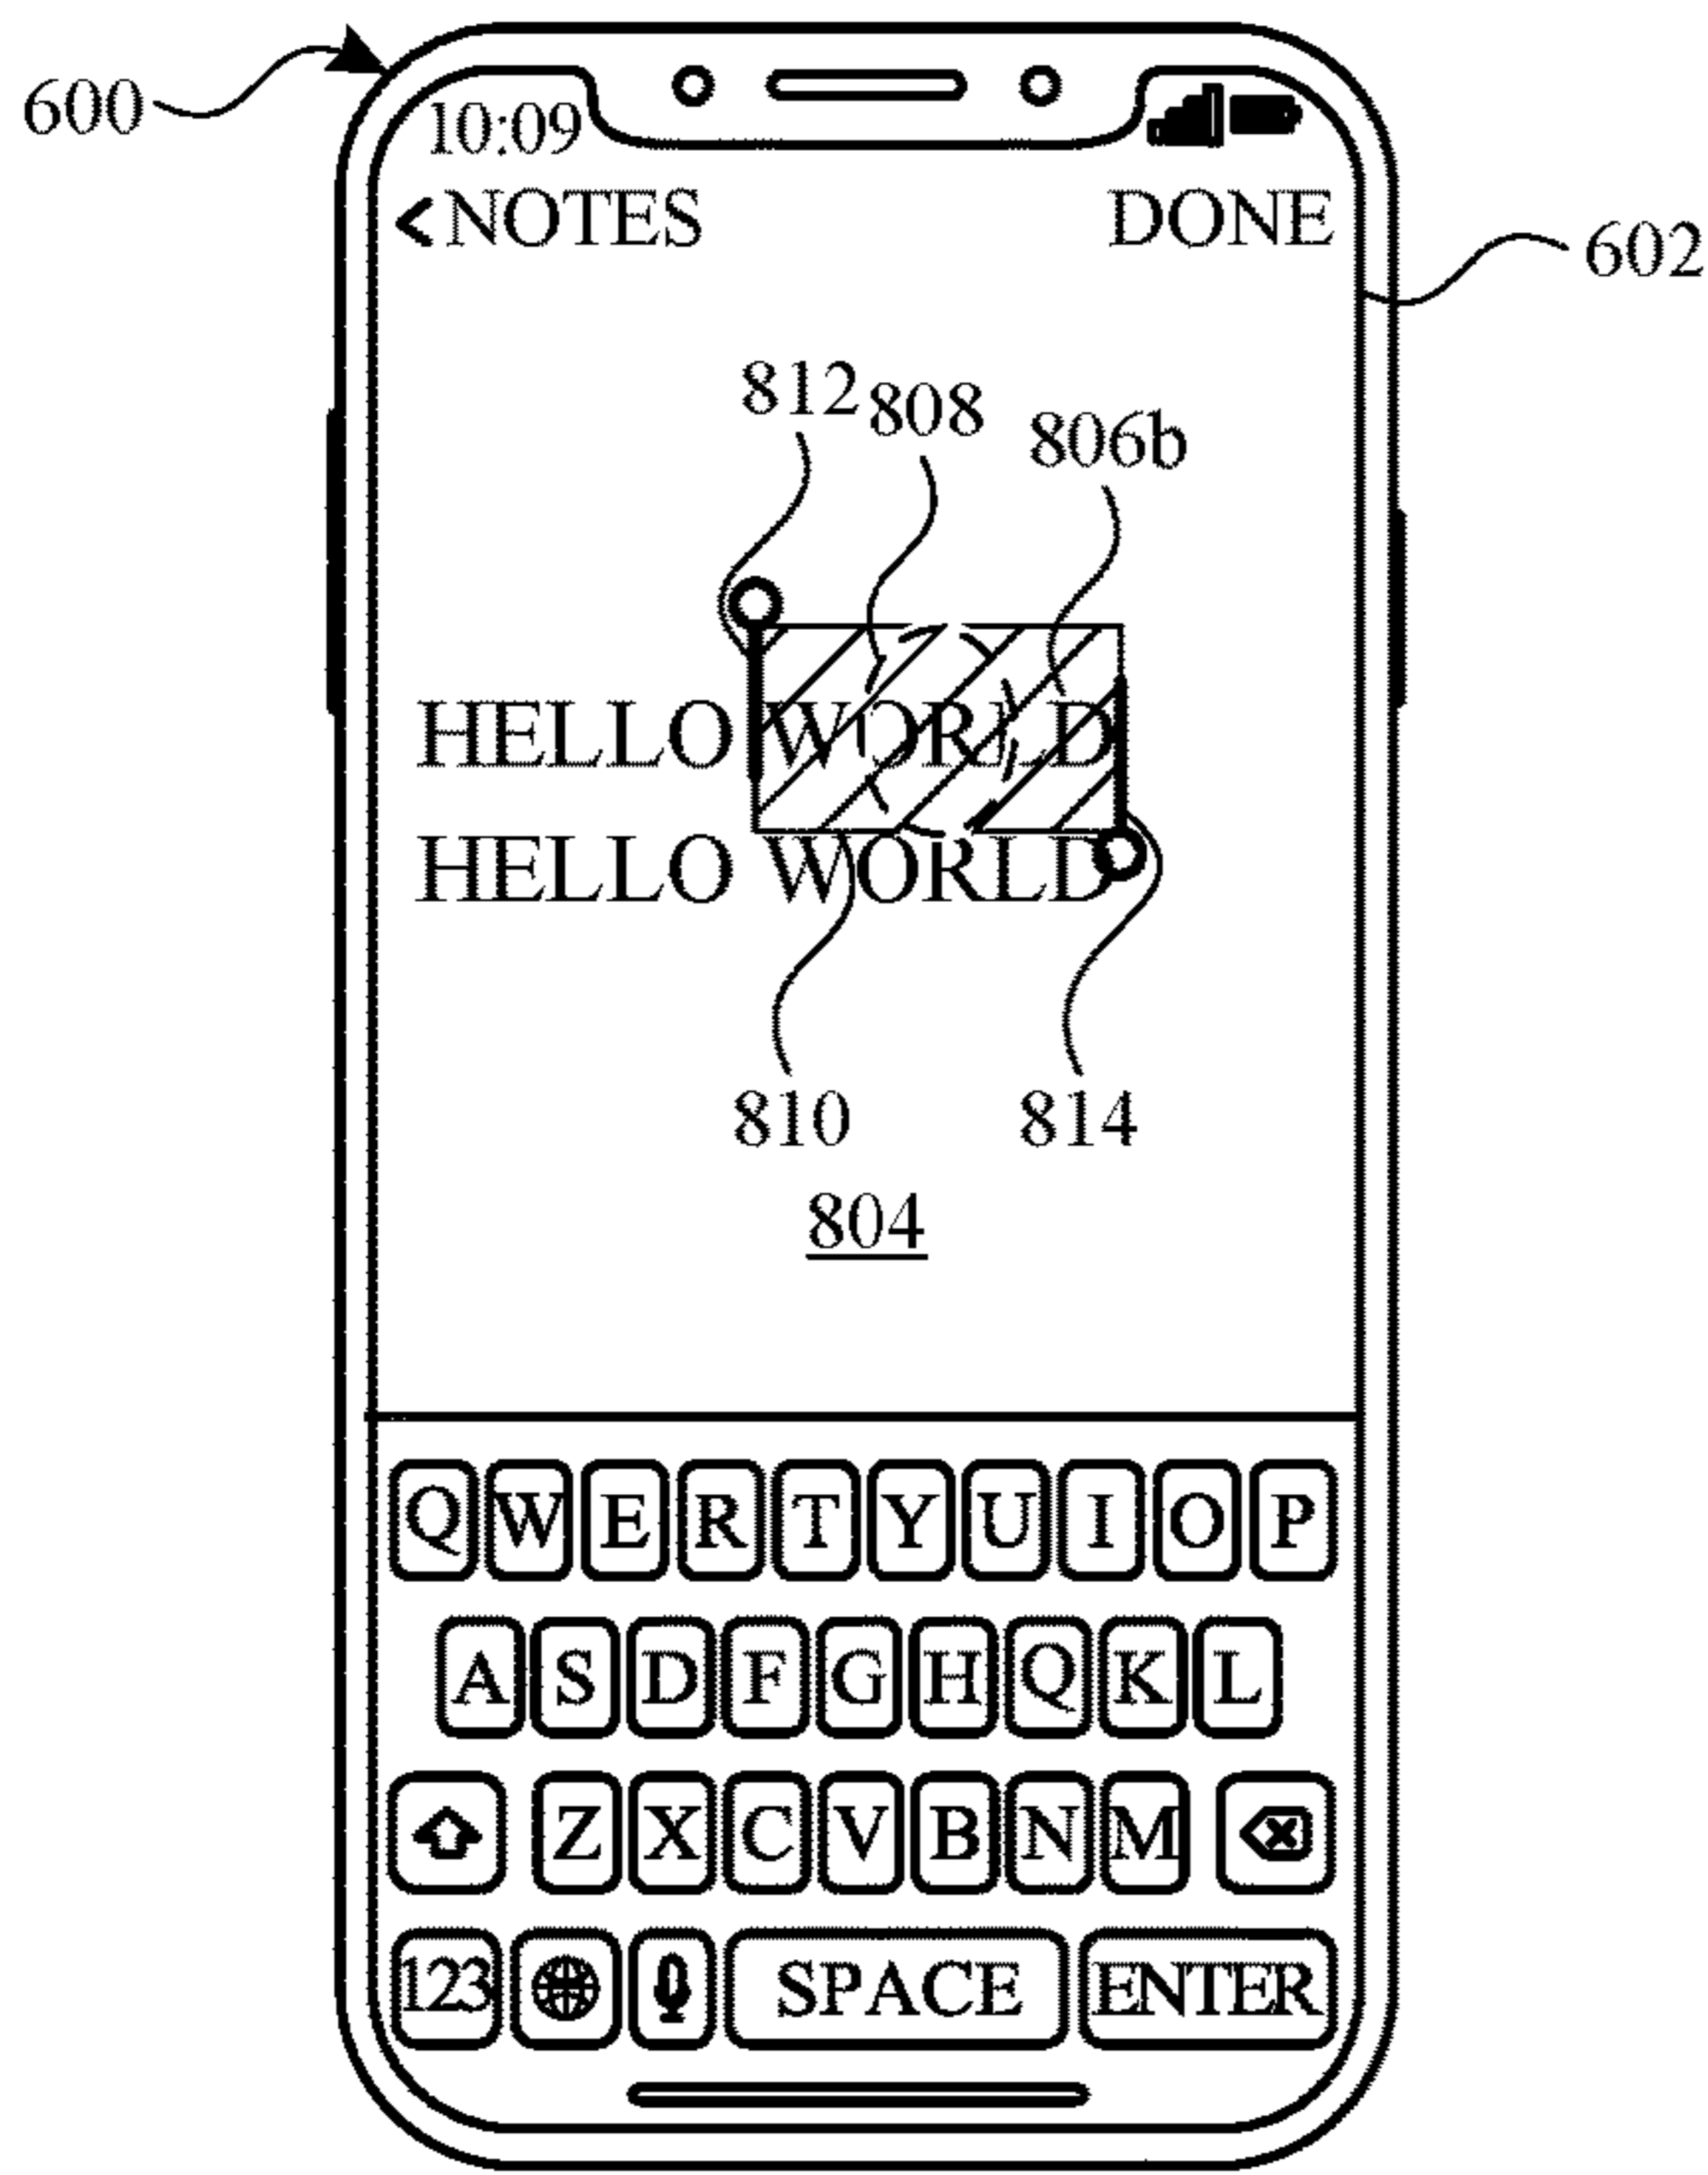 600
10:09
<NOTES DONE
602
812 808 806b
HELLO WORLD
HELLO WORLD
810 814
804
Q W E R T Y U I O P
A S D F G H Q K L
Z X C V B N M
123 SPACE ENTER